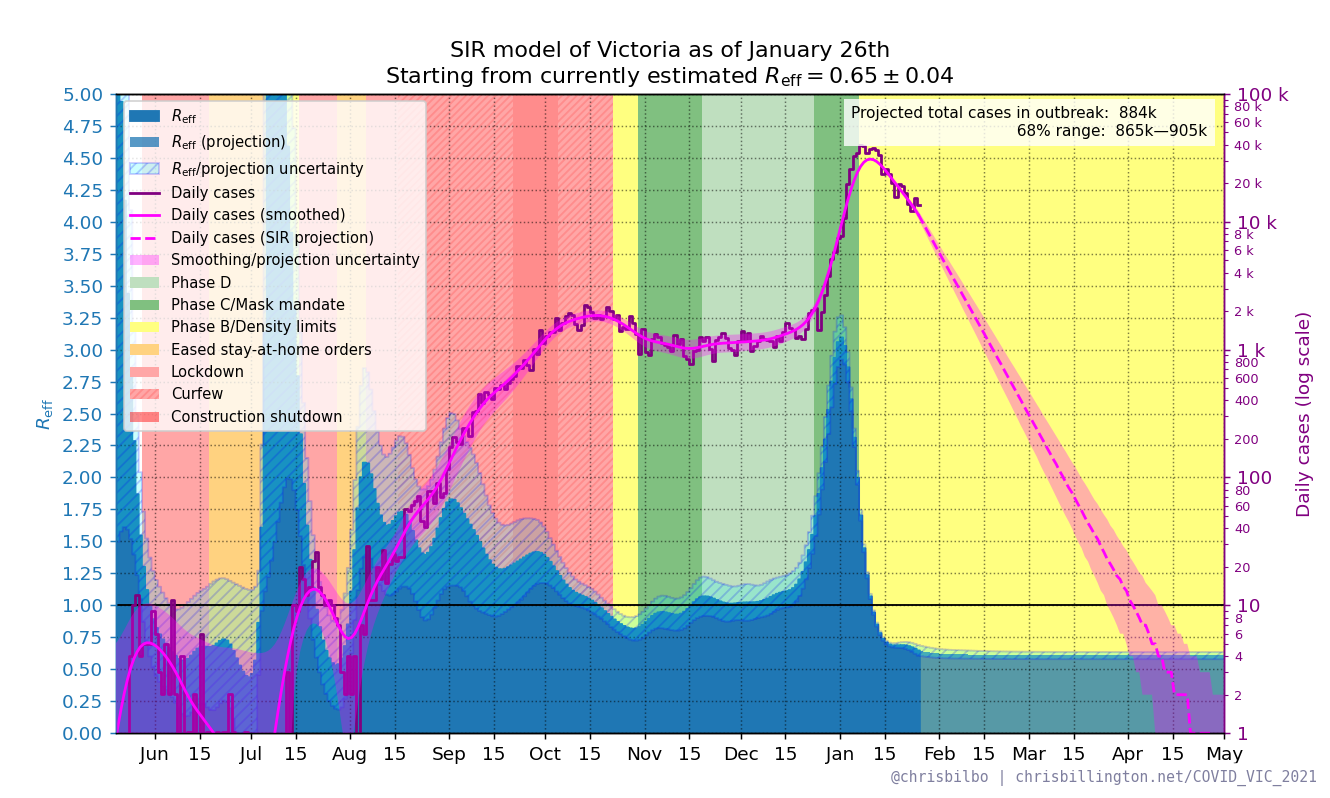 SIR model of Victoria as of January 26th
Starting from currently estimated R_eff = 0.65 ± 0.04
Projected total cases in outbreak: 884k
68% range: 865k—905k
R_eff
R_eff (projection)
R_eff/projection uncertainty
Daily cases
Daily cases (smoothed)
Daily cases (SIR projection)
Smoothing/projection uncertainty
Phase D
Phase C/Mask mandate
Phase B/Density limits
Eased stay-at-home orders
Lockdown
Curfew
Construction shutdown
R_eff
5.00
4.75
4.50
4.25
4.00
3.75
3.50
3.25
3.00
2.75
2.50
2.25
2.00
1.75
1.50
1.25
1.00
0.75
0.50
0.25
0.00
100 k
80 k
60 k
40 k
20 k
10 k
8 k
6 k
4 k
2 k
1 k
800
600
400
200
100
80
60
40
20
10
8
6
4
2
1
Daily cases (log scale)
Jun 15 Jul 15 Aug 15 Sep 15 Oct 15 Nov 15 Dec 15 Jan 15 Feb 15 Mar 15 Apr 15 May
@chrisbilbo | chrisbillington.net/COVID_VIC_2021